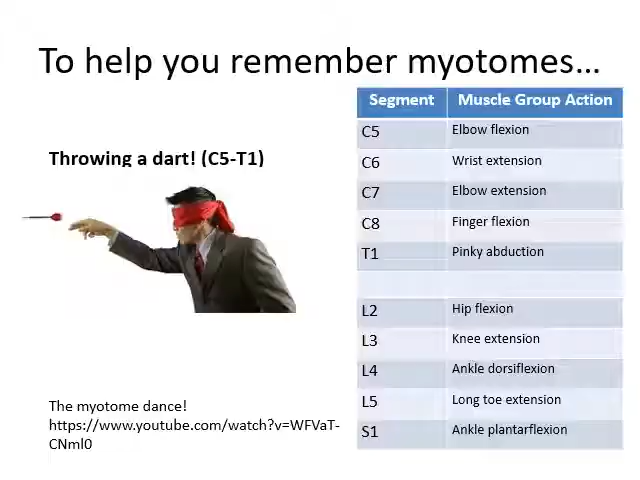 To help you remember myotomes...
Throwing a dart! (C5-T1)
Segment Muscle Group Action
C5 Elbow flexion
C6 Wrist extension
C7 Elbow extension
C8 Finger flexion
T1 Pinky abduction
L2 Hip flexion
L3 Knee extension
L4 Ankle dorsiflexion
L5 Long toe extension
S1 Ankle plantarflexion
The myotome dance!
https://www.youtube.com/watch?v=WFVaT-
CNml0